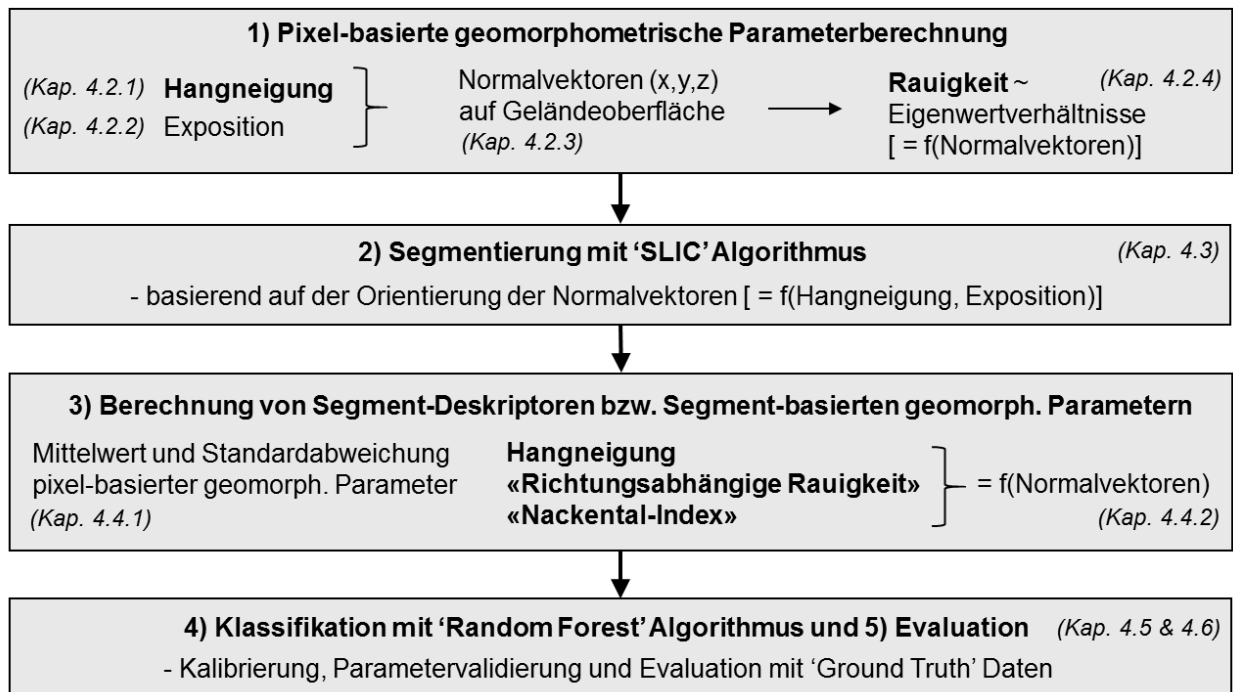 1) Pixel-basierte geomorphometrische Parameterberechnung
(Kap. 4.2.1) Hangneigung
(Kap. 4.2.2) Exposition
Normalvektoren (x,y,z)
auf Geländeoberfläche
(Kap. 4.2.3)
Rauigkeit ~ (Kap. 4.2.4)
Eigenwertverhältnisse
[ = f(Normalvektoren)]
2) Segmentierung mit ‘SLIC’ Algorithmus (Kap. 4.3)
- basierend auf der Orientierung der Normalvektoren [ = f(Hangneigung, Exposition)]
3) Berechnung von Segment-Deskriptoren bzw. Segment-basierten geomorph. Parametern
Mittelwert und Standardabweichung
pixel-basierter geomorph. Parameter
(Kap. 4.4.1)
Hangneigung
«Richtungsabhängige Rauigkeit»
«Nackental-Index»
= f(Normalvektoren)
(Kap. 4.4.2)
4) Klassifikation mit ‘Random Forest’ Algorithmus und 5) Evaluation (Kap. 4.5 & 4.6)
- Kalibrierung, Parametervalidierung und Evaluation mit ‘Ground Truth’ Daten